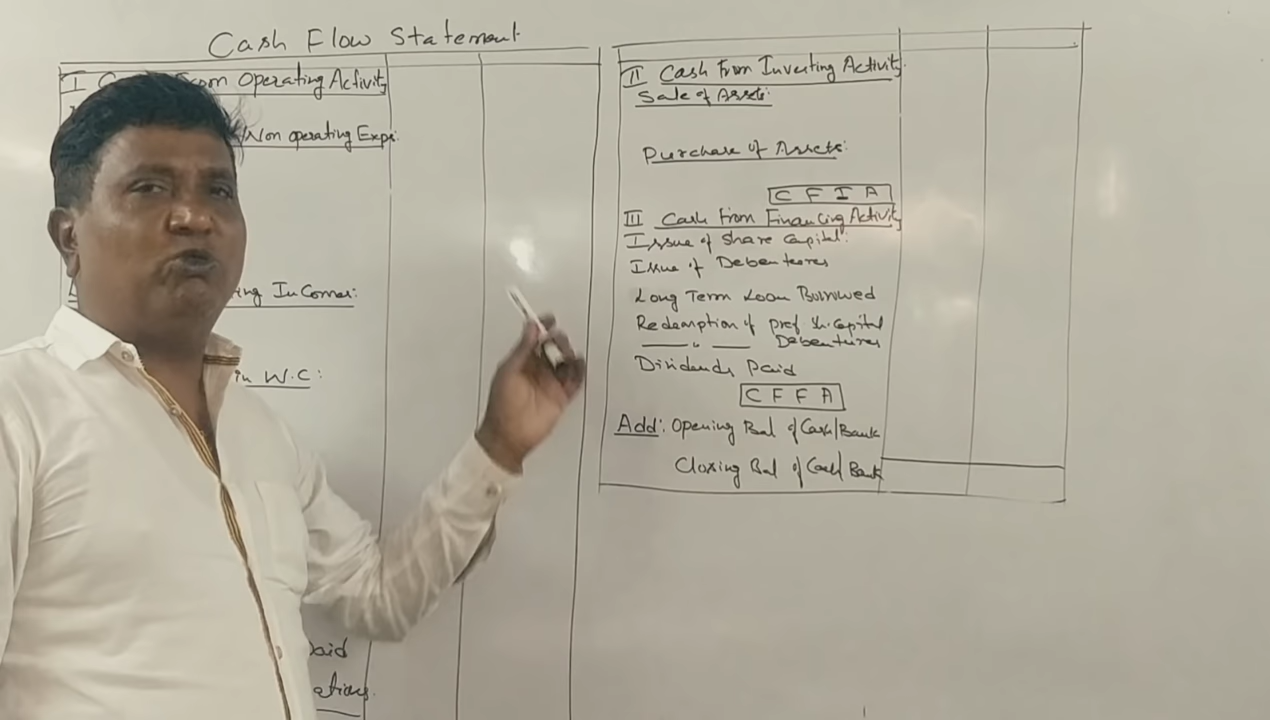 Cash Flow Statement
I C from Operating Activity
/Non operating Exps:
ing Incomes:
in W.C:
paid
ations
II Cash from Investing Activity
Sale of Assets:
Purchase of Assets:
C F I A
III Cash from Financing Activity
Issue of Share Capital:
Issue of Debentures
Long Term Loan Borrowed
Redemption of pref sh. capital
——— " ——— Debentures
Dividends Paid
C F F A
Add: Opening Bal of Cash/Bank
Closing Bal of Cash/Bank